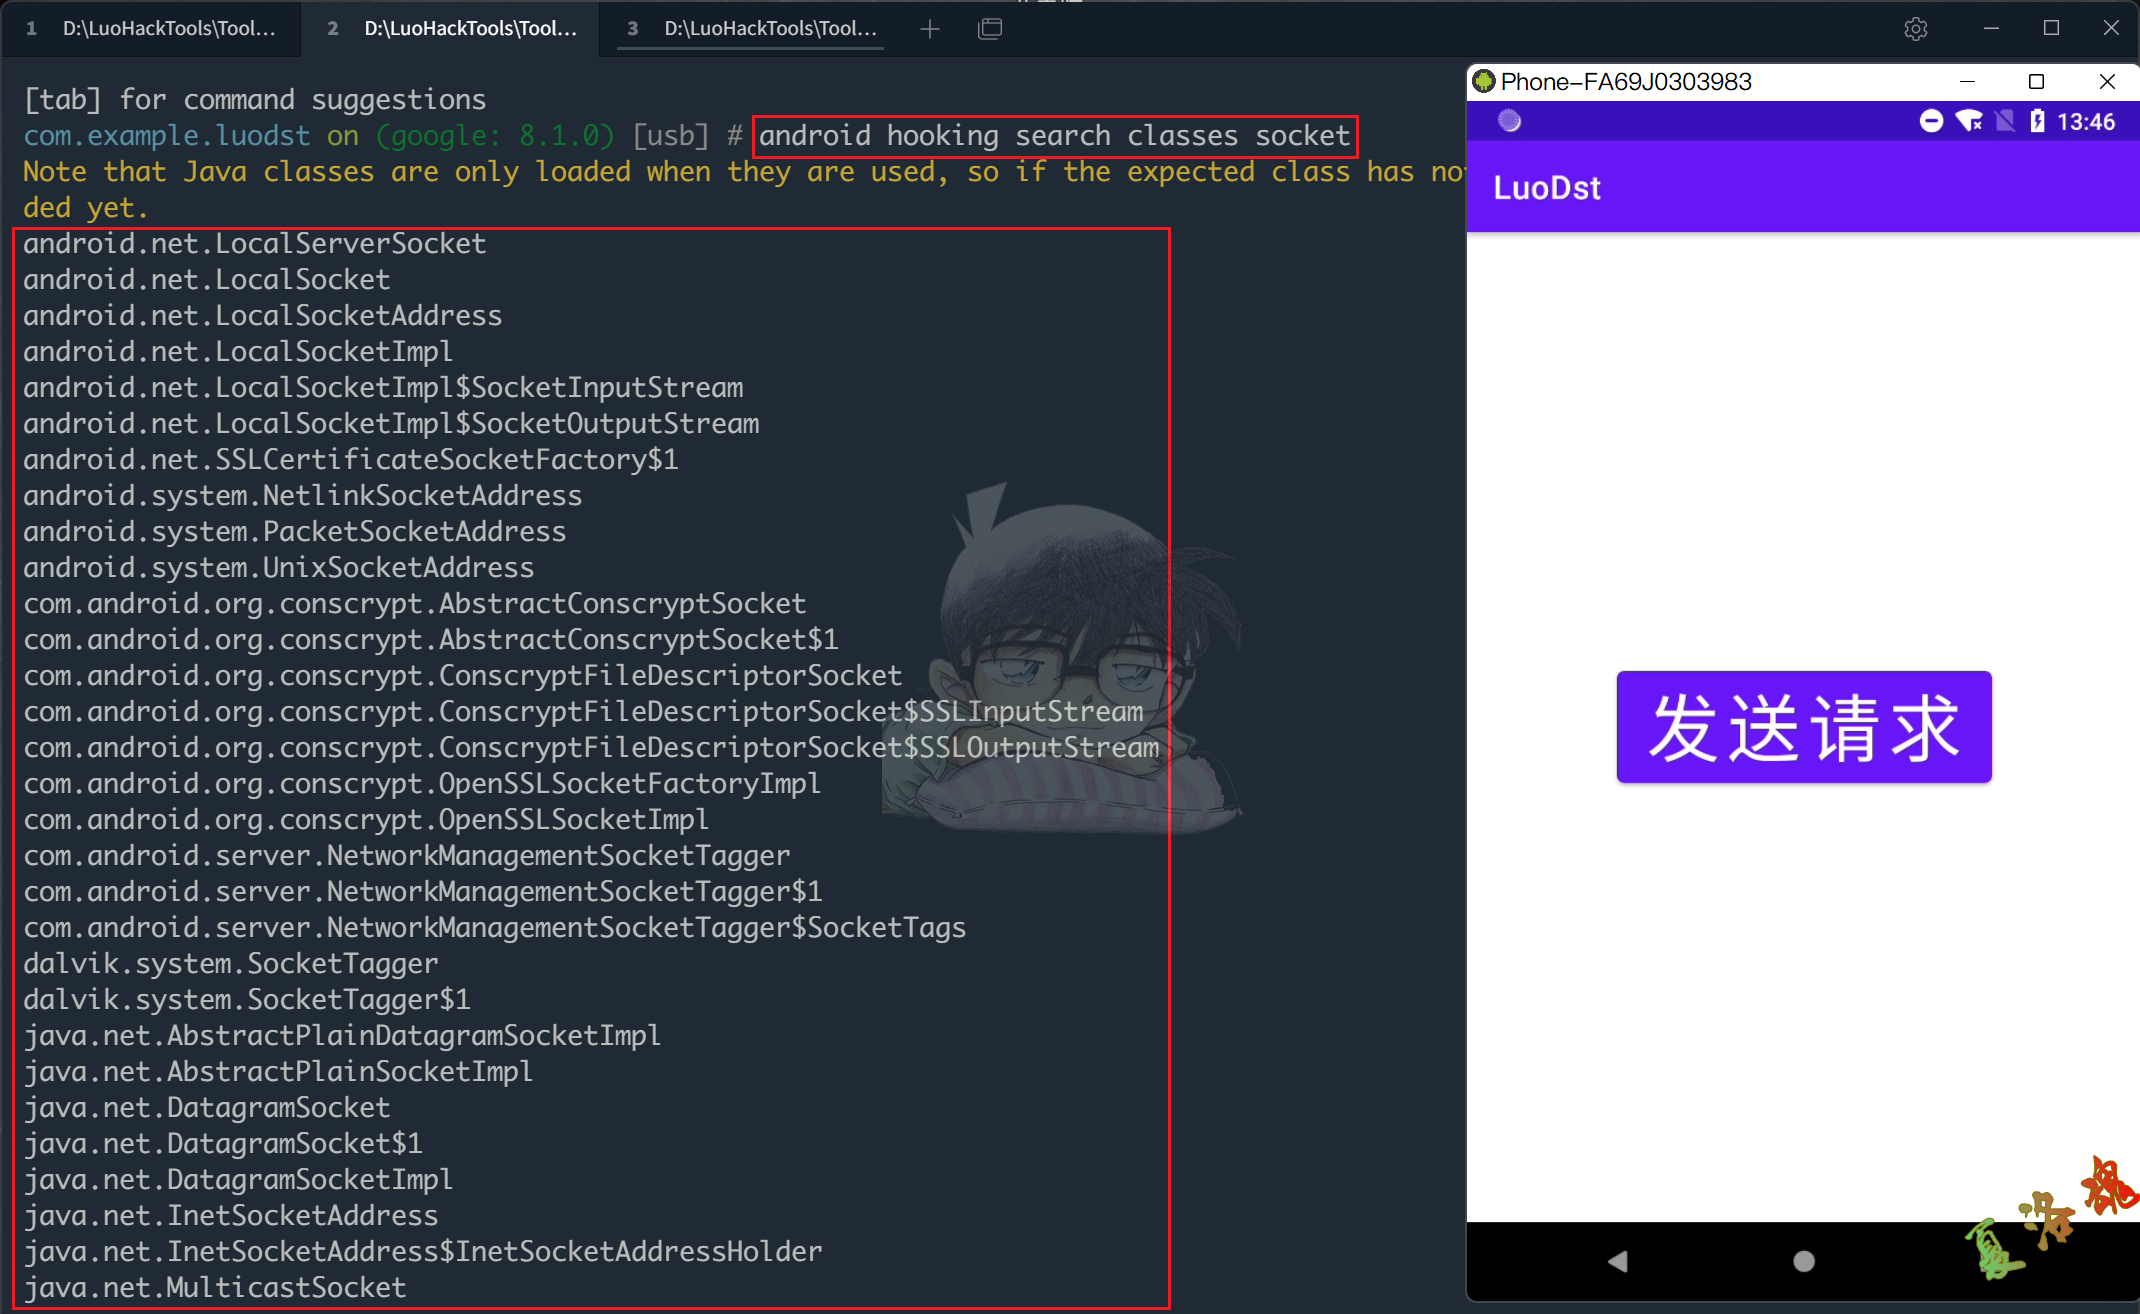 1 D:\LuoHackTools\Tool... 2 D:\LuoHackTools\Tool... 3 D:\LuoHackTools\Tool...
[tab] for command suggestions
com.example.luodst on (google: 8.1.0) [usb] # android hooking search classes socket
Note that Java classes are only loaded when they are used, so if the expected class has
ded yet.
android.net.LocalServerSocket
android.net.LocalSocket
android.net.LocalSocketAddress
android.net.LocalSocketImpl
android.net.LocalSocketImpl$SocketInputStream
android.net.LocalSocketImpl$SocketOutputStream
android.net.SSLCertificateSocketFactory$1
android.system.NetlinkSocketAddress
android.system.PacketSocketAddress
android.system.UnixSocketAddress
com.android.org.conscrypt.AbstractConscryptSocket
com.android.org.conscrypt.AbstractConscryptSocket$1
com.android.org.conscrypt.ConscryptFileDescriptorSocket
com.android.org.conscrypt.ConscryptFileDescriptorSocket$SSLInputStream
com.android.org.conscrypt.ConscryptFileDescriptorSocket$SSLOutputStream
com.android.org.conscrypt.OpenSSLSocketFactoryImpl
com.android.org.conscrypt.OpenSSLSocketImpl
com.android.server.NetworkManagementSocketTagger
com.android.server.NetworkManagementSocketTagger$1
com.android.server.NetworkManagementSocketTagger$SocketTags
dalvik.system.SocketTagger
dalvik.system.SocketTagger$1
java.net.AbstractPlainDatagramSocketImpl
java.net.AbstractPlainSocketImpl
java.net.DatagramSocket
java.net.DatagramSocket$1
java.net.DatagramSocketImpl
java.net.InetSocketAddress
java.net.InetSocketAddress$InetSocketAddressHolder
java.net.MulticastSocket
Phone-FA69J0303983
13:46
LuoDst
发送请求